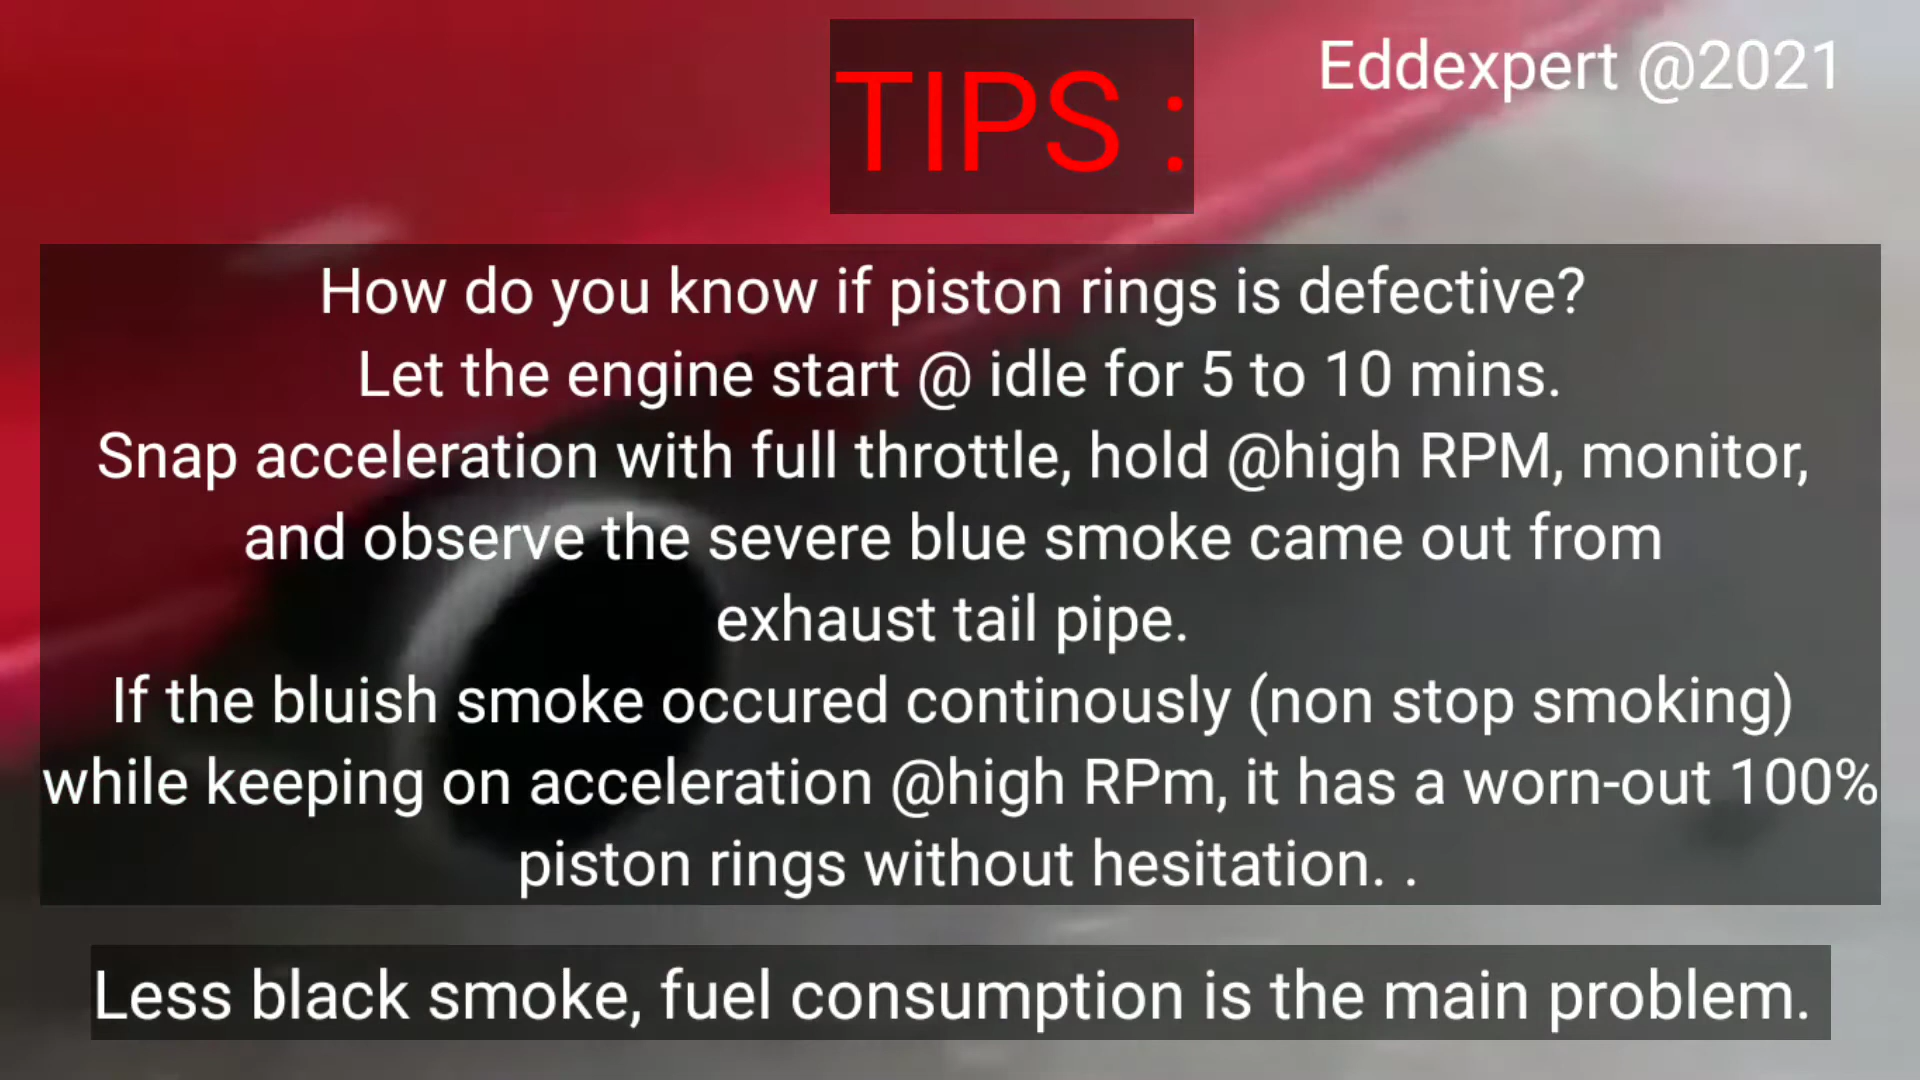 Eddexpert @2021
TIPS :
How do you know if piston rings is defective?
Let the engine start @ idle for 5 to 10 mins.
Snap acceleration with full throttle, hold @high RPM, monitor,
and observe the severe blue smoke came out from
exhaust tail pipe.
If the bluish smoke occured continously (non stop smoking)
while keeping on acceleration @high RPm, it has a worn-out 100%
piston rings without hesitation. .
Less black smoke, fuel consumption is the main problem.